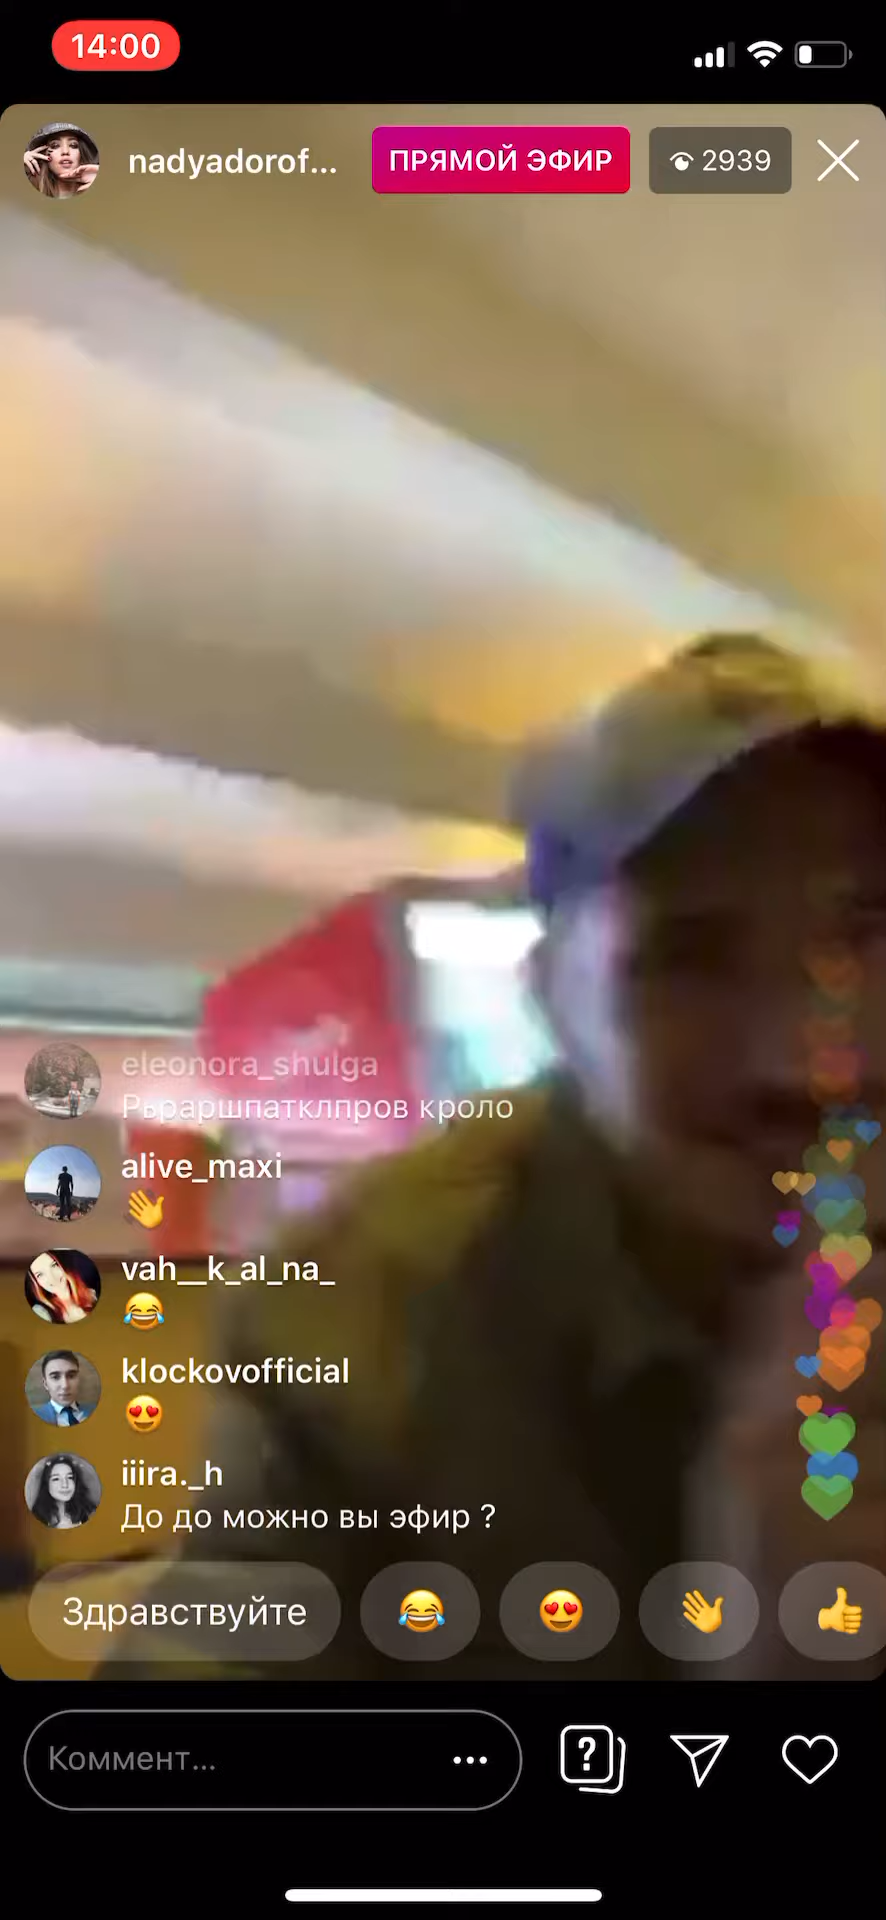 14:00
nadyadorof...
ПРЯМОЙ ЭФИР
2939
eleonora_shulga
Рьраршпатклпров кроло
alive_maxi
👋
vah__k_al_na_
😂
klockovofficial
😍
iiira._h
До до можно вы эфир ?
Здравствуйте 😂 😍 👋 👍
Коммент...